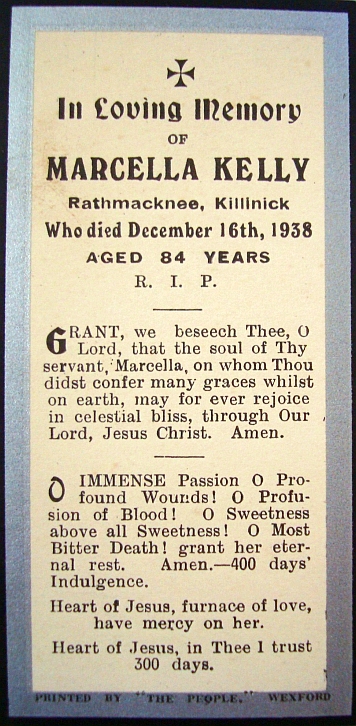 In Loving Memory
OF
MARCELLA KELLY
Rathmacknee, Killinick
Who died December 16th, 1938
AGED 84 YEARS
R. I. P.
GRANT, we beseech Thee, O
Lord, that the soul of Thy
servant, Marcella, on whom Thou
didst confer many graces whilst
on earth, may for ever rejoice
in celestial bliss, through Our
Lord, Jesus Christ. Amen.
O IMMENSE Passion O Pro-
found Wounds! O Profu-
sion of Blood! O Sweetness
above all Sweetness! O Most
Bitter Death! grant her eter-
nal rest. Amen.—400 days'
Indulgence.
Heart of Jesus, furnace of love,
have mercy on her.
Heart of Jesus, in Thee I trust
300 days.
PRINTED BY "THE PEOPLE," WEXFORD